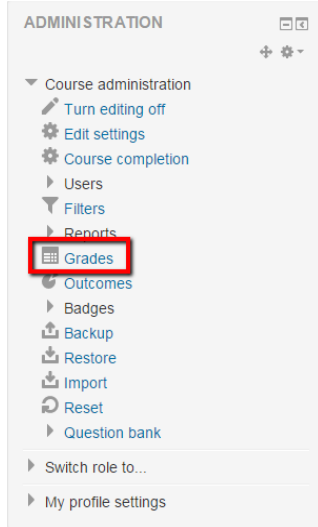 ADMINISTRATION
Course administration
Turn editing off
Edit settings
Course completion
Users
Filters
Reports
Grades
Outcomes
Badges
Backup
Restore
Import
Reset
Question bank
Switch role to...
My profile settings